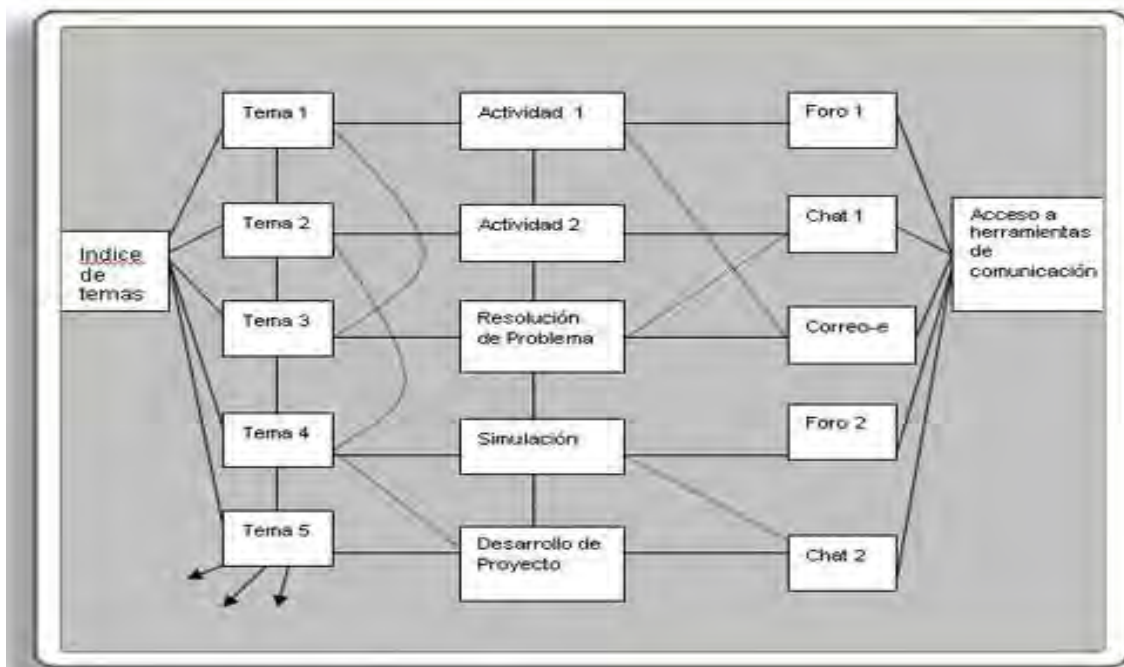 Indice
de
temas
Tema 1
Tema 2
Tema 3
Tema 4
Tema 5
Actividad 1
Actividad 2
Resolución
de Problema
Simulación
Desarrollo de
Proyecto
Foro 1
Chat 1
Correo-e
Foro 2
Chat 2
Acceso a
herramientas
de
comunicación